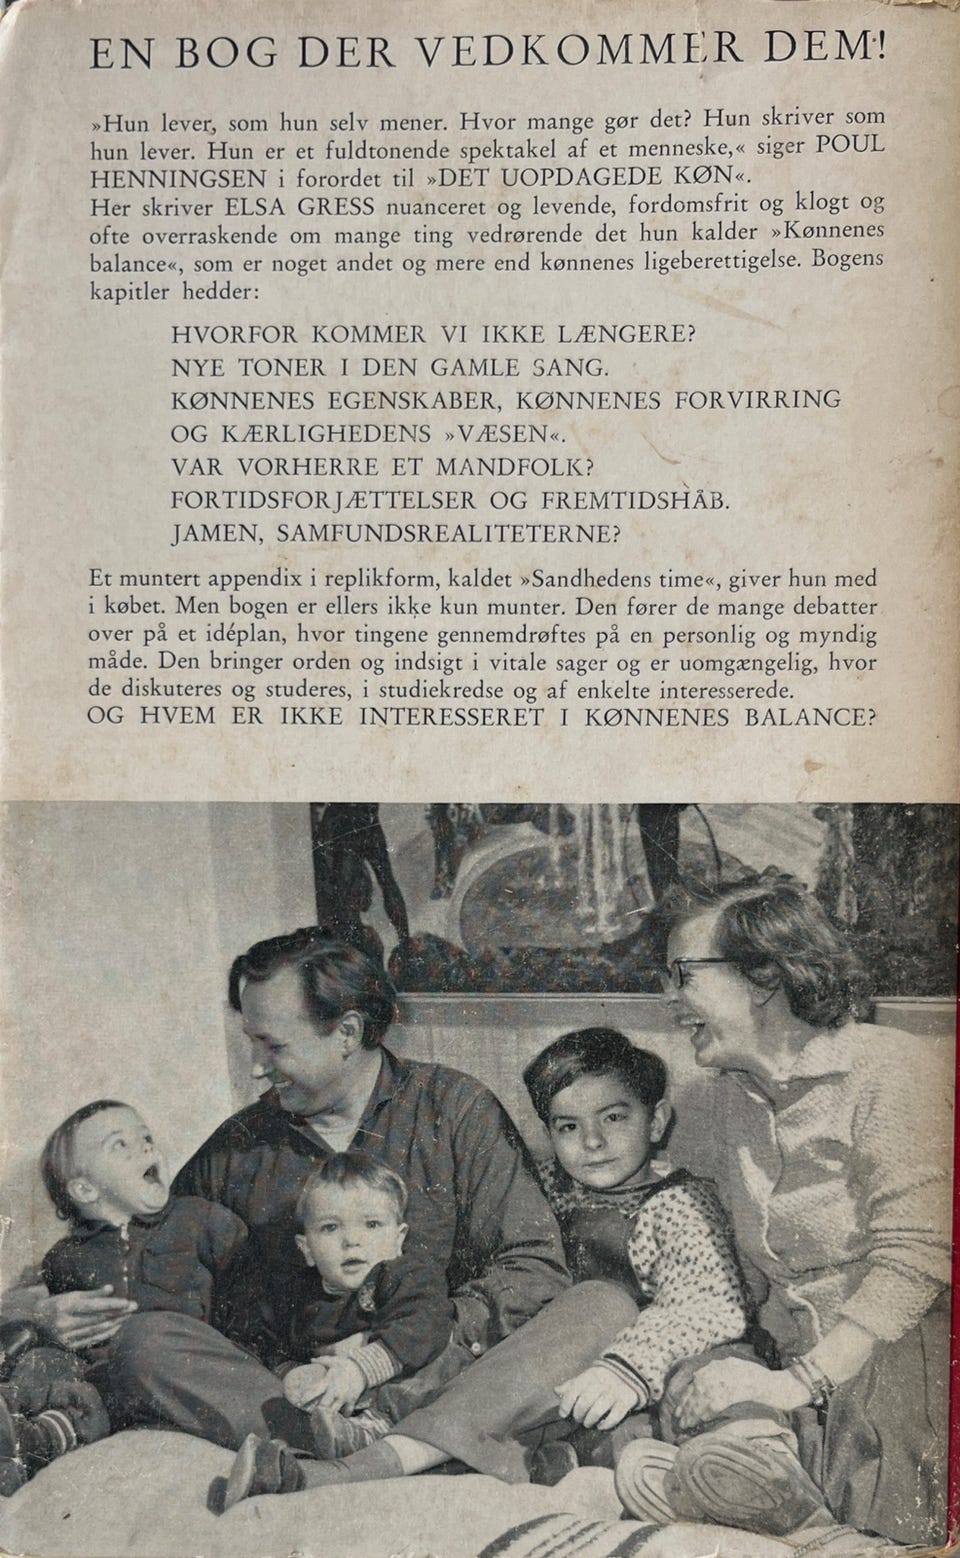 EN BOG DER VEDKOMMER DEM!
»Hun lever, som hun selv mener. Hvor mange gør det? Hun skriver som
hun lever. Hun er et fuldtonende spektakel af et menneske,« siger POUL
HENNINGSEN i forordet til »DET UOPDAGEDE KØN«.
Her skriver ELSA GRESS nuanceret og levende, fordomsfrit og klogt og
ofte overraskende om mange ting vedrørende det hun kalder »Kønnenes
balance«, som er noget andet og mere end kønnenes ligeberettigelse. Bogens
kapitler hedder:
HVORFOR KOMMER VI IKKE LÆNGERE?
NYE TONER I DEN GAMLE SANG.
KØNNENES EGENSKABER, KØNNENES FORVIRRING
OG KÆRLIGHEDENS »VÆSEN«.
VAR VORHERRE ET MANDFOLK?
FORTIDSFORJÆTTELSER OG FREMTIDSHÅB.
JAMEN, SAMFUNDSREALITETERNE?
Et muntert appendix i replikform, kaldet »Sandhedens time«, giver hun med
i købet. Men bogen er ellers ikke kun munter. Den fører de mange debatter
over på et idéplan, hvor tingene gennemdrøftes på en personlig og myndig
måde. Den bringer orden og indsigt i vitale sager og er uomgængelig, hvor
de diskuteres og studeres, i studiekredse og af enkelte interesserede.
OG HVEM ER IKKE INTERESSERET I KØNNENES BALANCE?